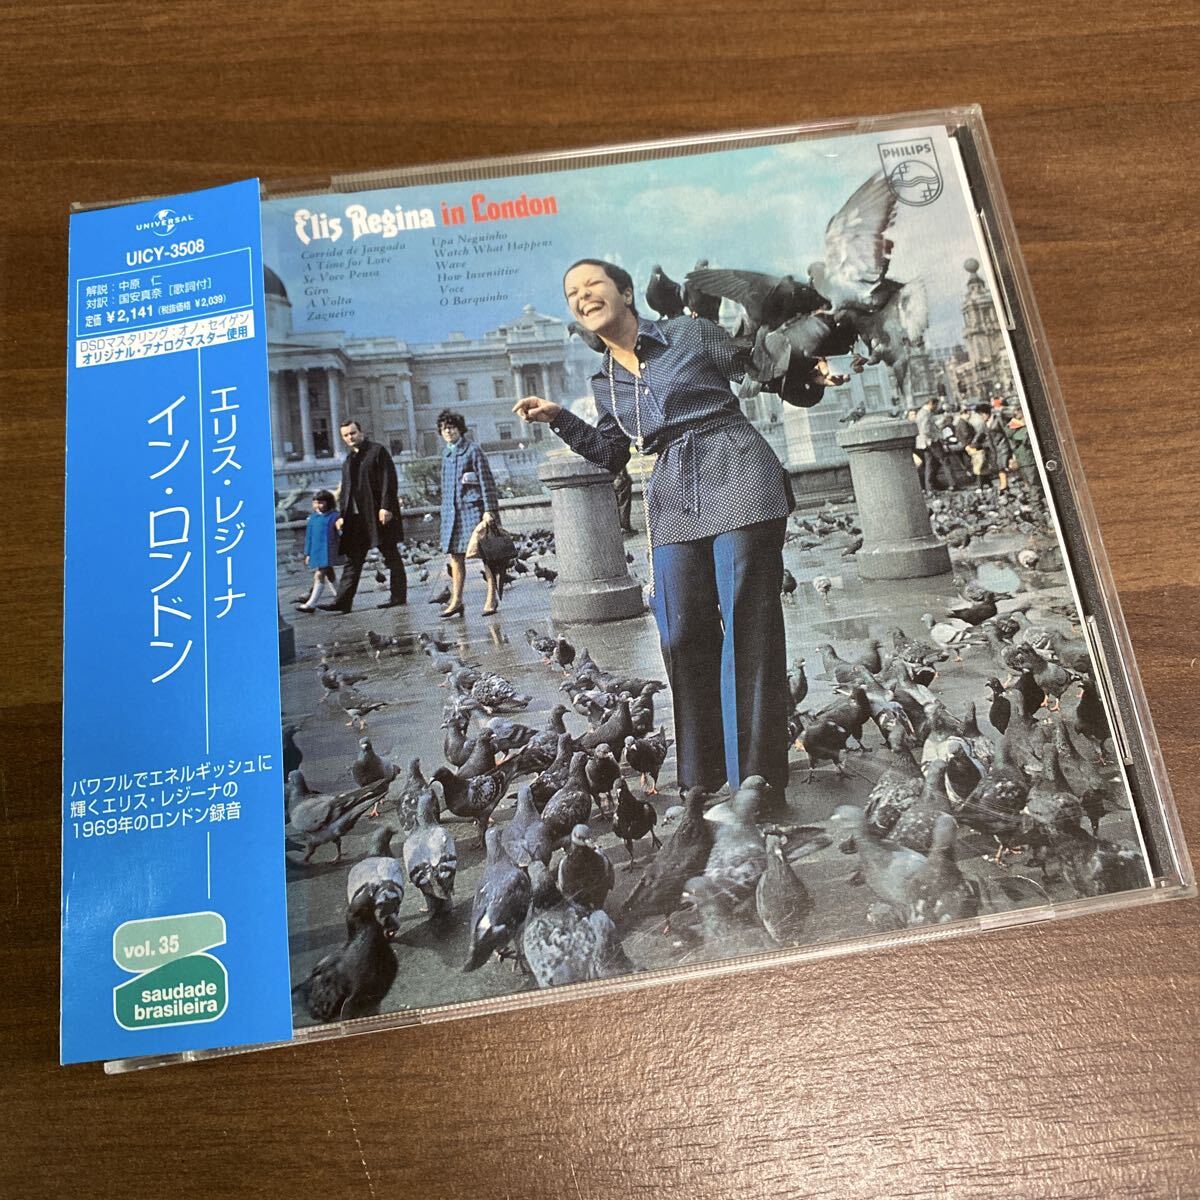 UNIVERSAL
UICY-3508
解説：中原 仁
対訳：国安真奈［歌詞付］
定価 ￥2,141（税抜価格 ￥2,039）
DSDマスタリング：オノ・セイゲン
オリジナル・アナログマスター使用
エリス・レジーナ
イン・ロンドン
パワフルでエネルギッシュに
輝くエリス・レジーナの
1969年のロンドン録音
vol. 35
saudade
brasileira
Elis Regina in London
Corrida de Jangada
A Time for Love
Se Voce Pensa
Giro
A Volta
Zazueiro
Upa Neguinho
Watch What Happens
Wave
How Insensitive
Voce
O Barquinho
PHILIPS